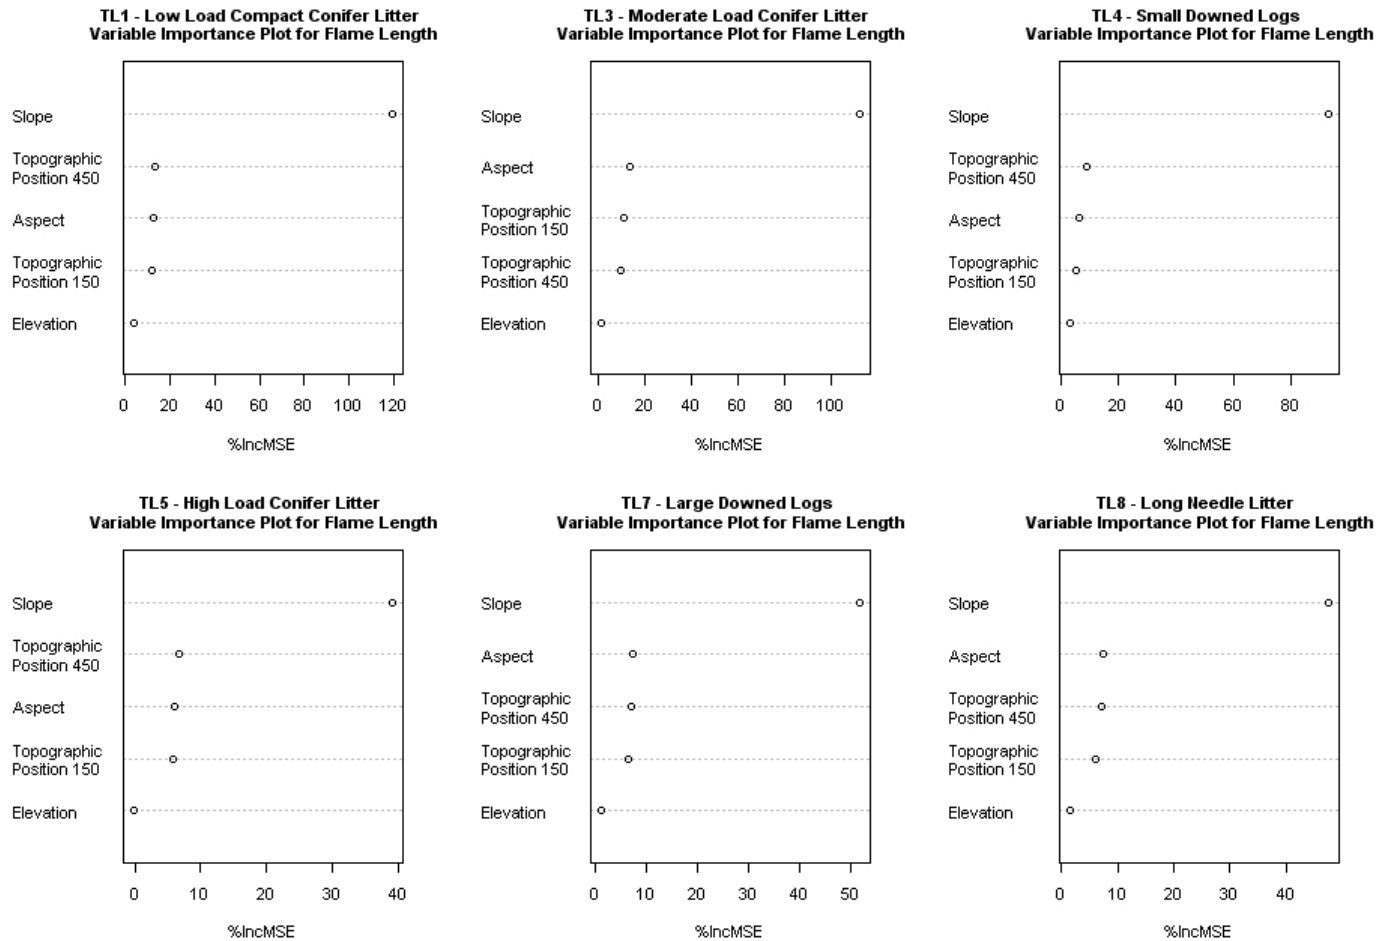 TL1 - Low Load Compact Conifer Litter
Variable Importance Plot for Flame Length
Slope
Topographic
Position 450
Aspect
Topographic
Position 150
Elevation
0 20 40 60 80 100 120
%IncMSE
TL3 - Moderate Load Conifer Litter
Variable Importance Plot for Flame Length
Slope
Aspect
Topographic
Position 150
Topographic
Position 450
Elevation
0 20 40 60 80 100
%IncMSE
TL4 - Small Downed Logs
Variable Importance Plot for Flame Length
Slope
Topographic
Position 450
Aspect
Topographic
Position 150
Elevation
0 20 40 60 80
%IncMSE
TL5 - High Load Conifer Litter
Variable Importance Plot for Flame Length
Slope
Topographic
Position 450
Aspect
Topographic
Position 150
Elevation
0 10 20 30 40
%IncMSE
TL7 - Large Downed Logs
Variable Importance Plot for Flame Length
Slope
Aspect
Topographic
Position 450
Topographic
Position 150
Elevation
0 10 20 30 40 50
%IncMSE
TL8 - Long Needle Litter
Variable Importance Plot for Flame Length
Slope
Aspect
Topographic
Position 450
Topographic
Position 150
Elevation
0 10 20 30 40
%IncMSE